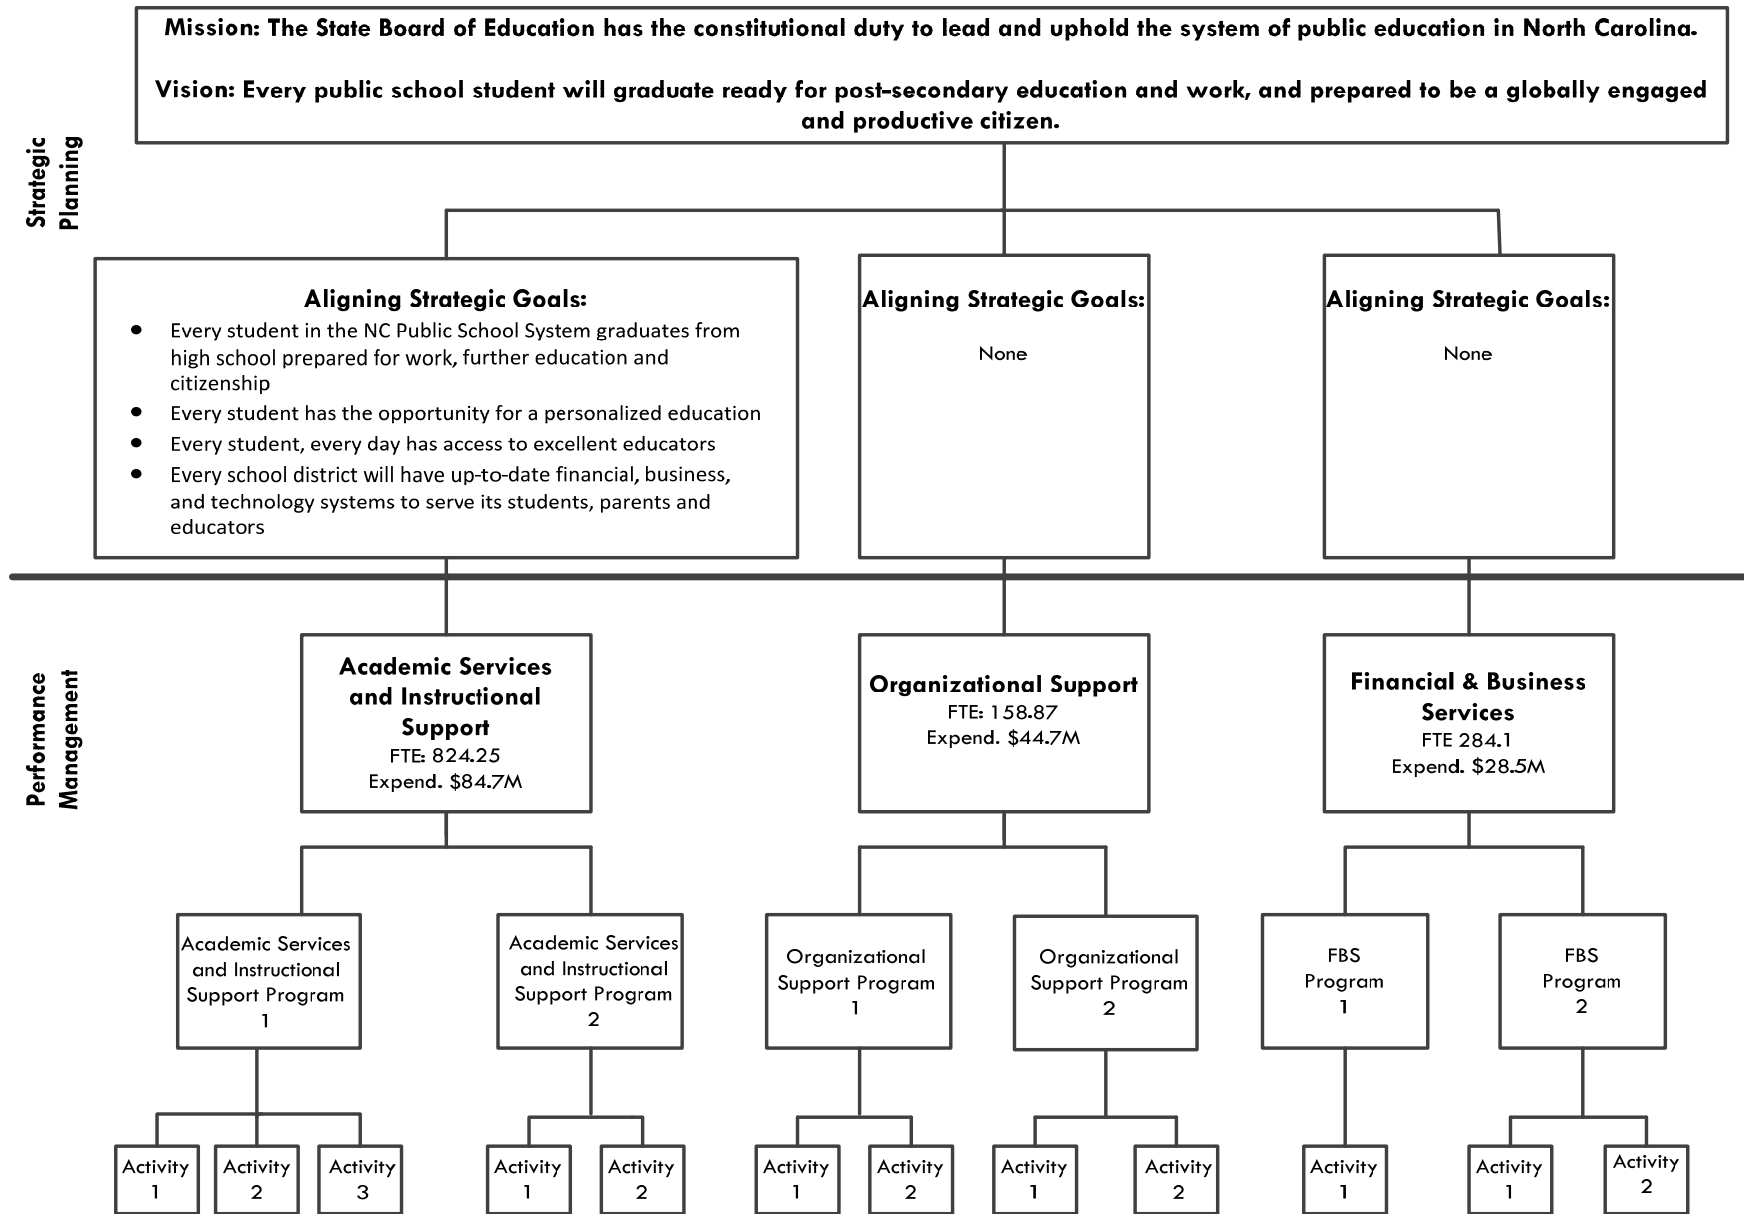 Mission: The State Board of Education has the constitutional duty to lead and uphold the system of public education in North Carolina.
Vision: Every public school student will graduate ready for post-secondary education and work, and prepared to be a globally engaged
and productive citizen.
Strategic
Planning
Aligning Strategic Goals:
• Every student in the NC Public School System graduates from
high school prepared for work, further education and
citizenship
• Every student has the opportunity for a personalized education
• Every student, every day has access to excellent educators
• Every school district will have up-to-date financial, business,
and technology systems to serve its students, parents and
educators
Aligning Strategic Goals:
None
Aligning Strategic Goals:
None
Performance
Management
Academic Services
and Instructional
Support
FTE: 824.25
Expend. $84.7M
Organizational Support
FTE: 158.87
Expend. $44.7M
Financial & Business
Services
FTE 284.1
Expend. $28.5M
Academic Services
and Instructional
Support Program
1
Academic Services
and Instructional
Support Program
2
Organizational
Support Program
1
Organizational
Support Program
2
FBS
Program
1
FBS
Program
2
Activity
1
Activity
2
Activity
3
Activity
1
Activity
2
Activity
1
Activity
2
Activity
1
Activity
2
Activity
1
Activity
1
Activity
2